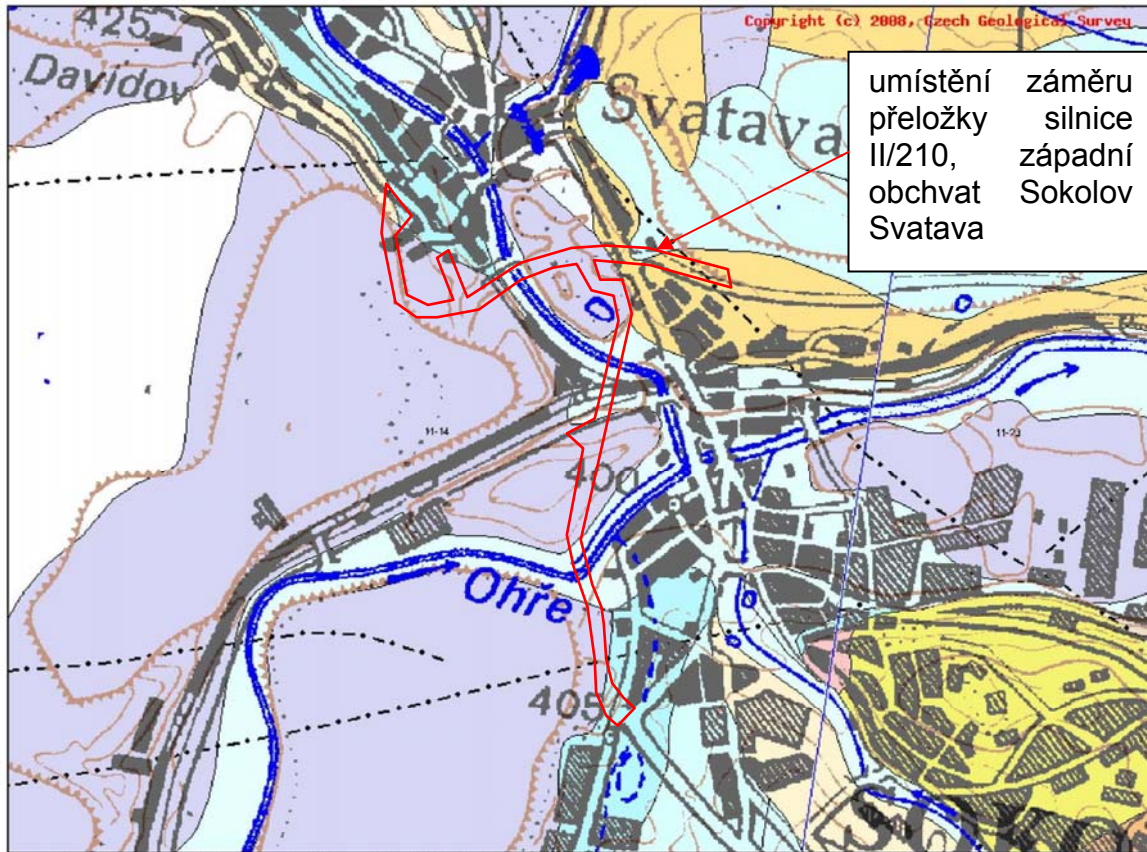 Copyright (c) 2008, Czech Geological Survey
425
Davidov
Svatava
umístění záměru
přeložky silnice
II/210, západní
obchvat Sokolov
Svatava
11-14
11-23
400
Ohře
405